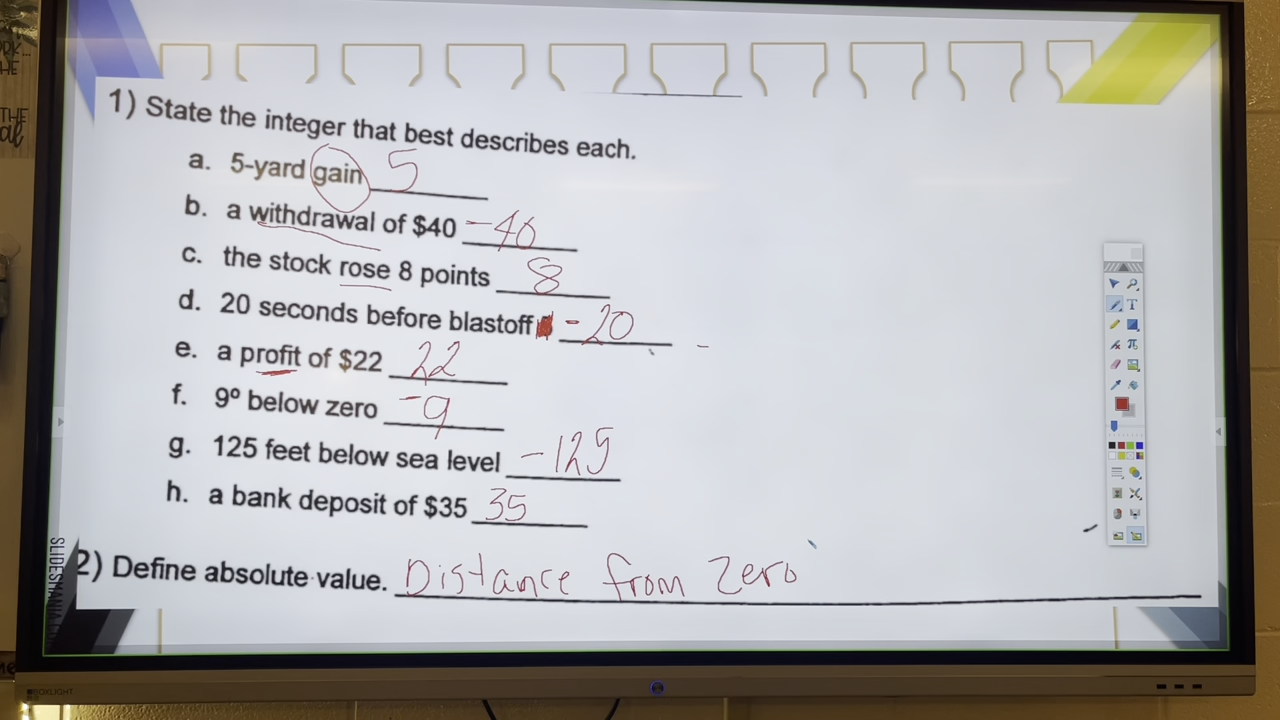 1) State the integer that best describes each.
a. 5-yard gain 5
b. a withdrawal of $40 -40
c. the stock rose 8 points 8
d. 20 seconds before blastoff -20
e. a profit of $22 22
f. 9º below zero -9
g. 125 feet below sea level -125
h. a bank deposit of $35 35
2) Define absolute value. Distance from Zero
BOXLIGHT